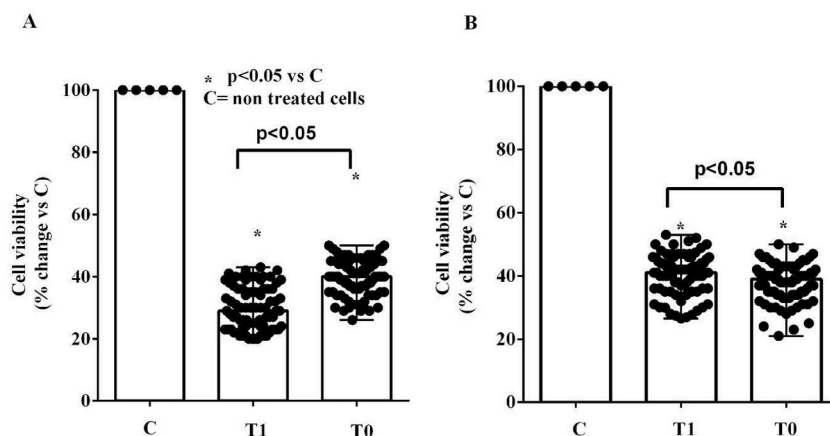 A
* p<0.05 vs C
C= non treated cells
p<0.05
*
*
Cell viability
(% change vs C)
100
80
60
40
20
0
C
T1
T0
B
p<0.05
*
*
Cell viability
(% change vs C)
100
80
60
40
20
0
C
T1
T0